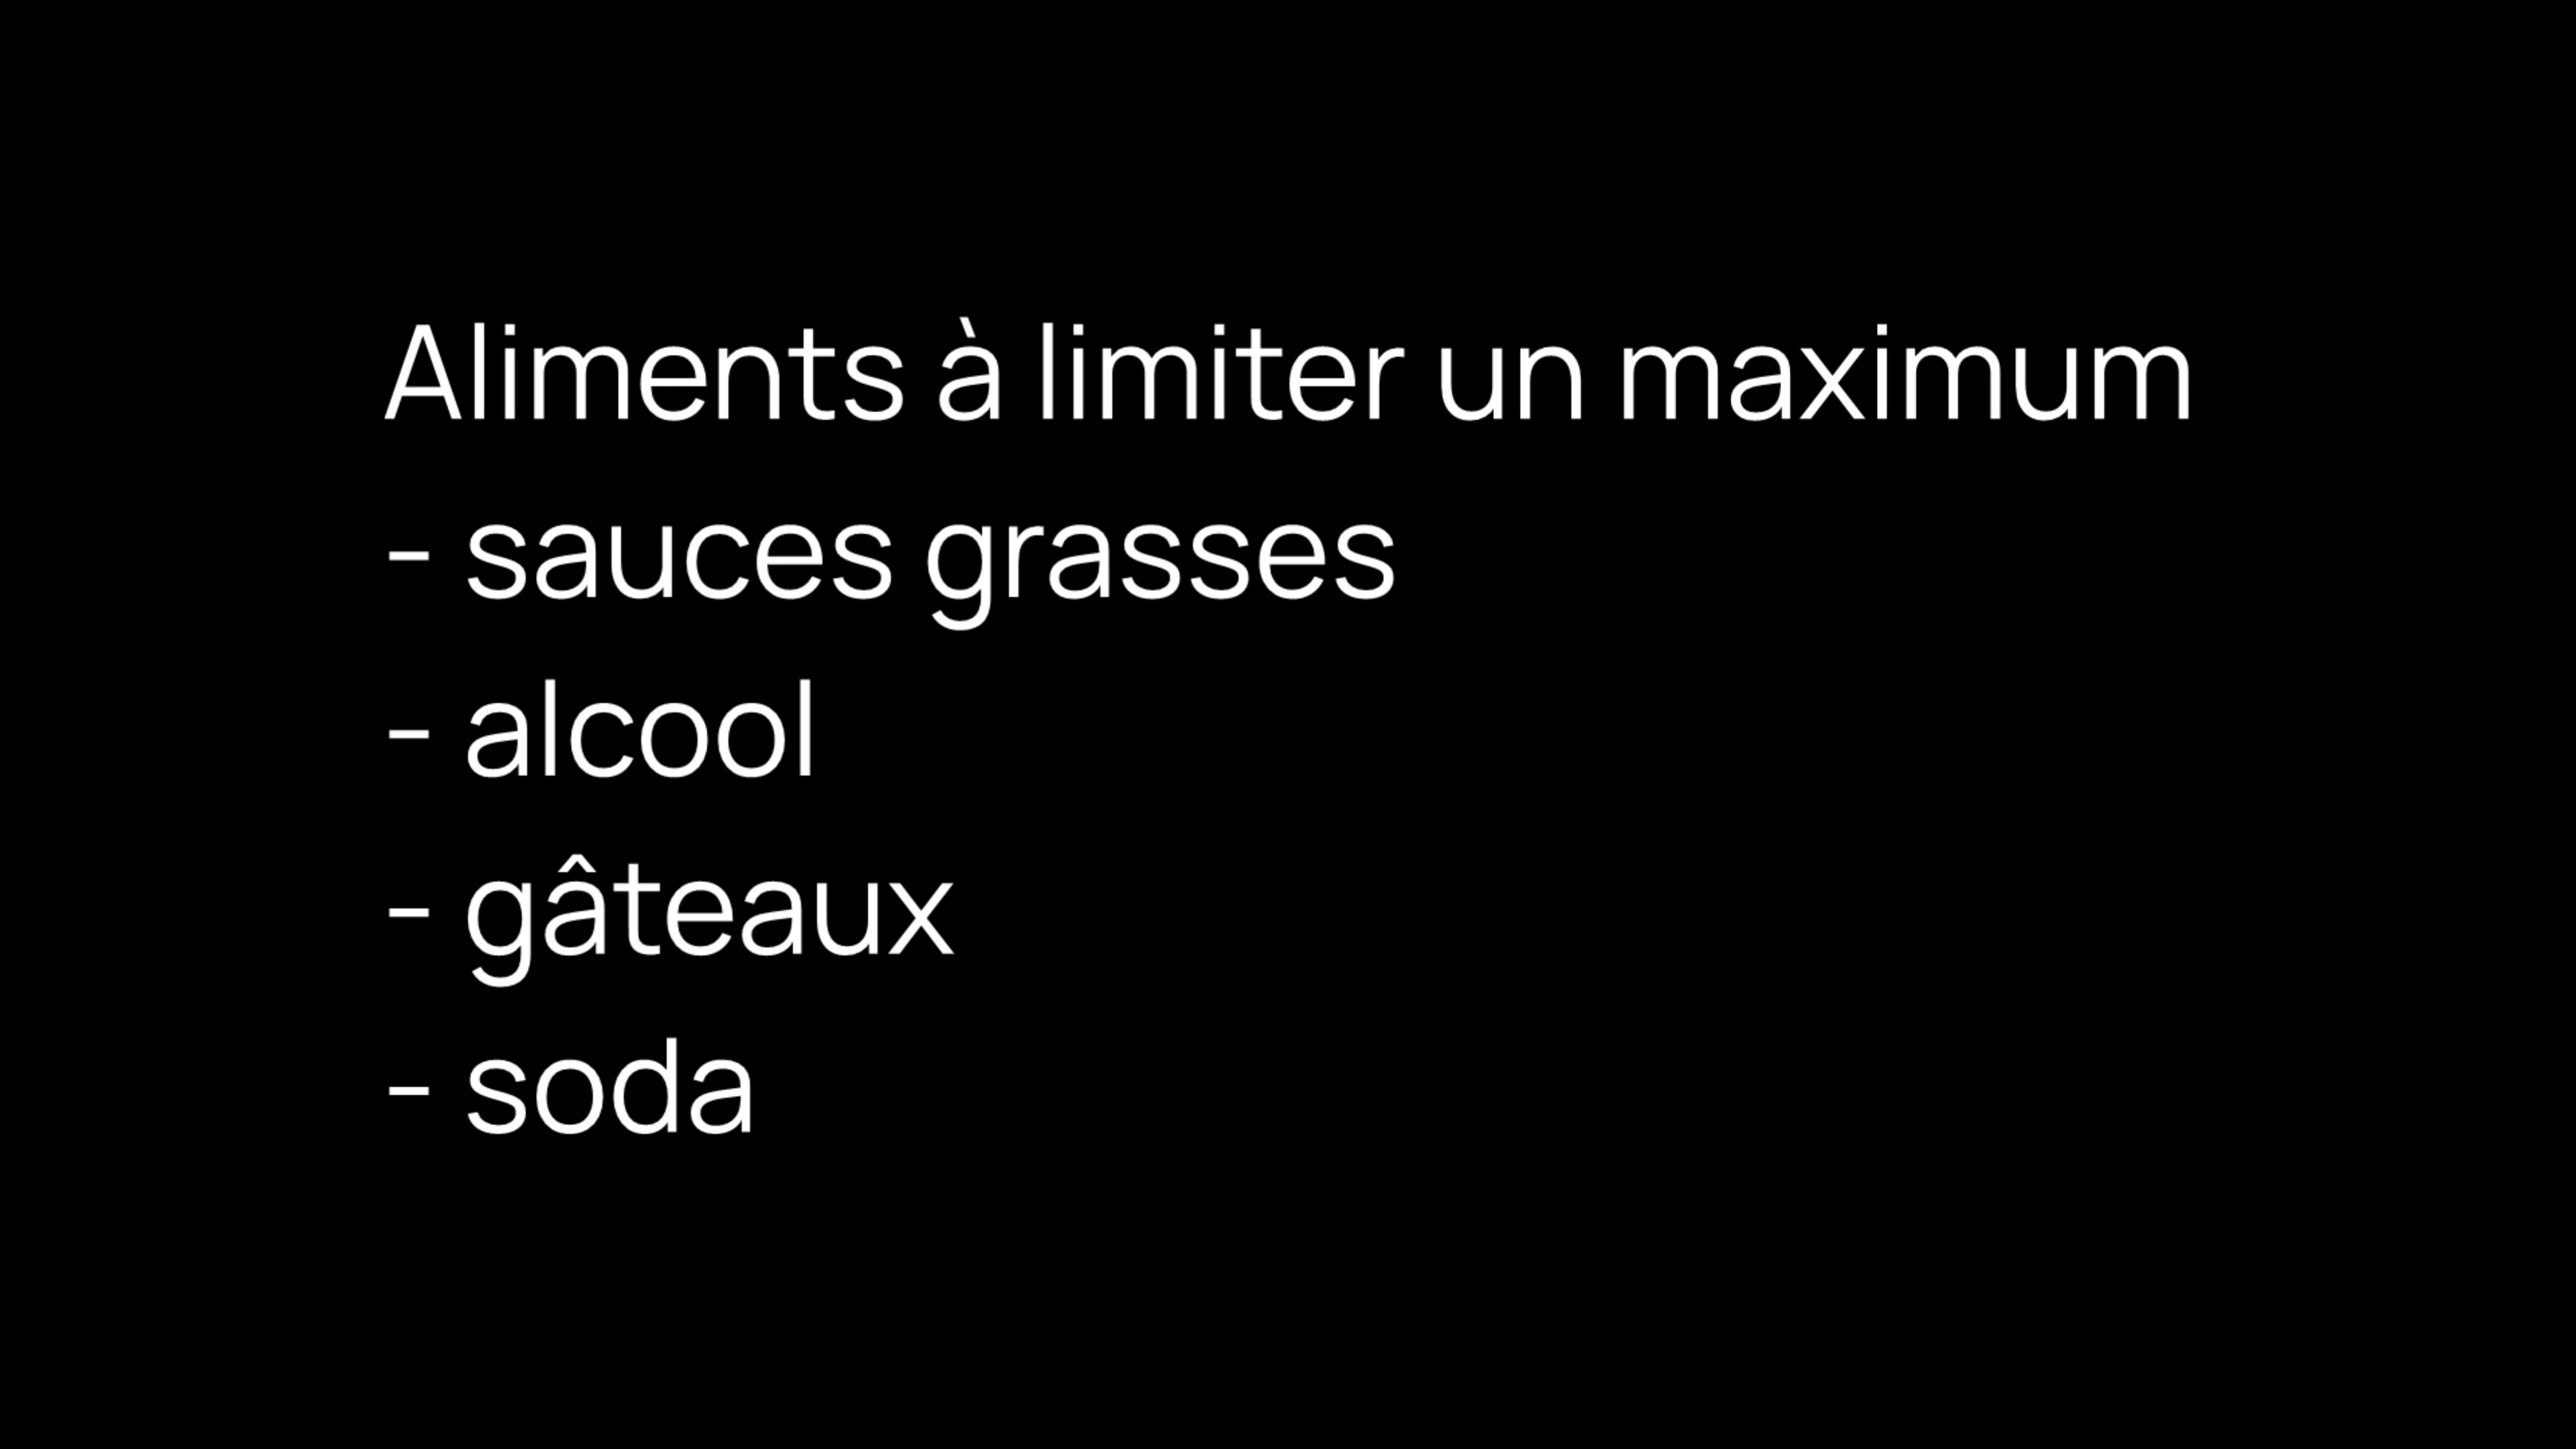 Aliments à limiter un maximum
- sauces grasses
- alcool
- gâteaux
- soda